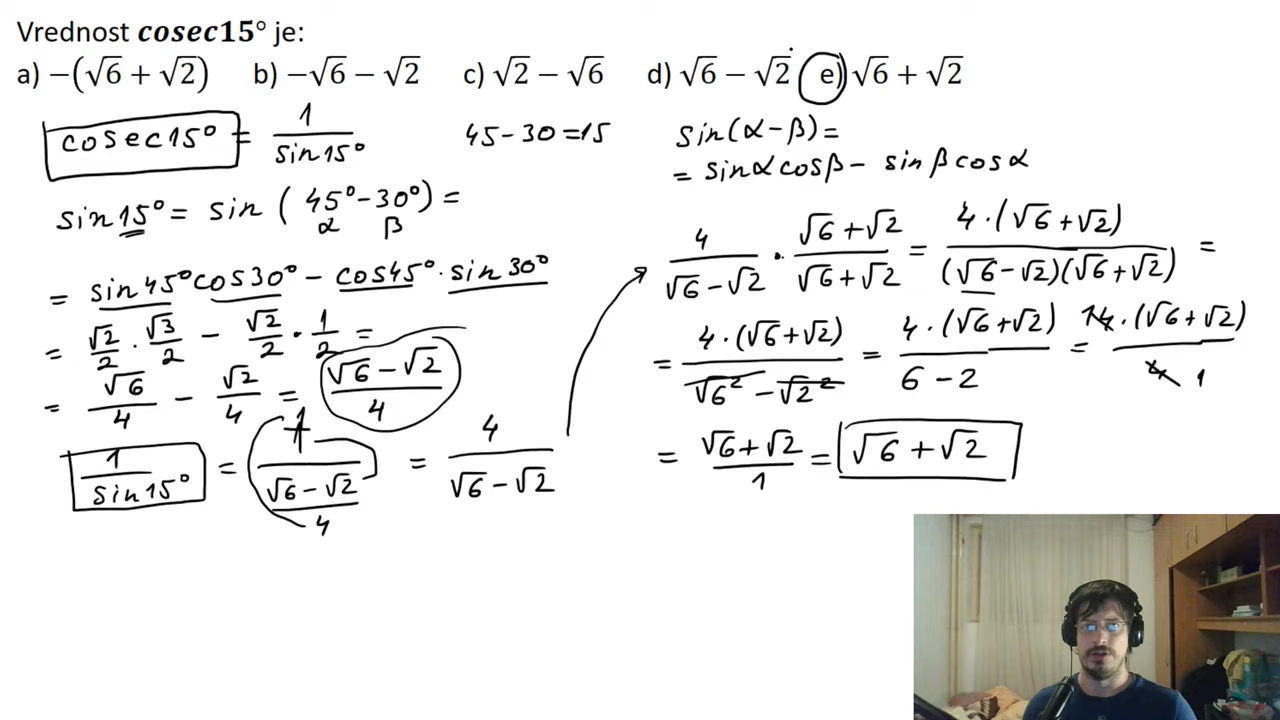 Vrednost cosec15° je:
a) −(√6 + √2) b) −√6 − √2 c) √2 − √6 d) √6 − √2 e) √6 + √2
cosec15° = 1/sin15°
45 - 30 = 15
sin15° = sin(45° - 30°) =
α β
= sin45° cos30° - cos45° · sin30°
= √2/2 · √3/2 - √2/2 · 1/2 =
= √6/4 - √2/4 = (√6 - √2)/4
1/sin15° = 1/((√6 - √2)/4) = 4/(√6 - √2)
sin(α - β) =
= sinα cosβ - sinβ cosα
4/(√6 - √2) · (√6 + √2)/(√6 + √2) = 4 · (√6 + √2)/((√6 - √2)(√6 + √2)) =
= 4 · (√6 + √2)/(√6² - √2²) = 4 · (√6 + √2)/(6 - 2) = 14 · (√6 + √2)/(4 1)
= (√6 + √2)/1 = √6 + √2